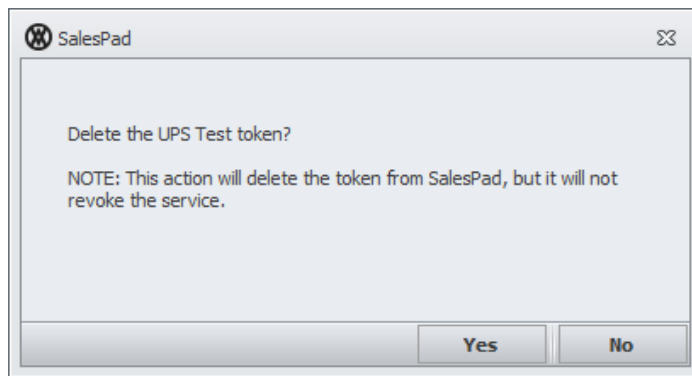 SalesPad
Delete the UPS Test token?
NOTE: This action will delete the token from SalesPad, but it will not
revoke the service.
Yes
No